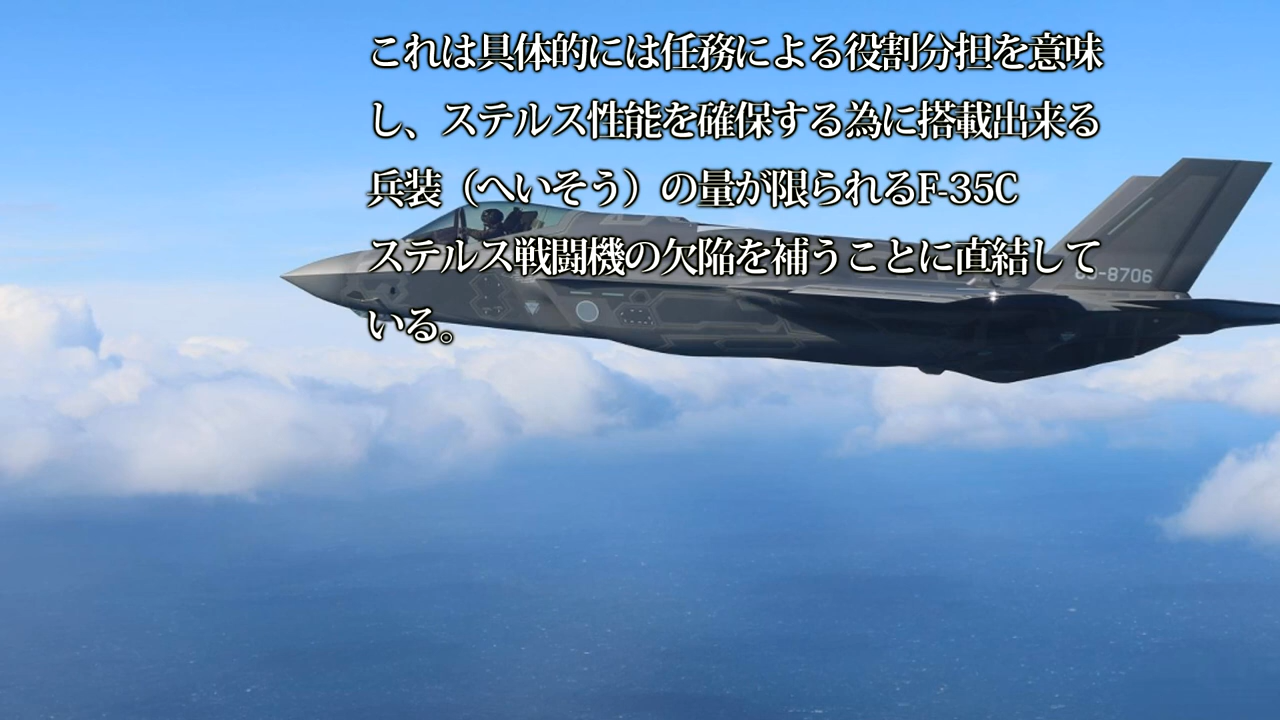 これは具体的には任務による役割分担を意味
し、ステルス性能を確保する為に搭載出来る
兵装（へいそう）の量が限られるF-35C
ステルス戦闘機の欠陥を補うことに直結して
いる。
-8706